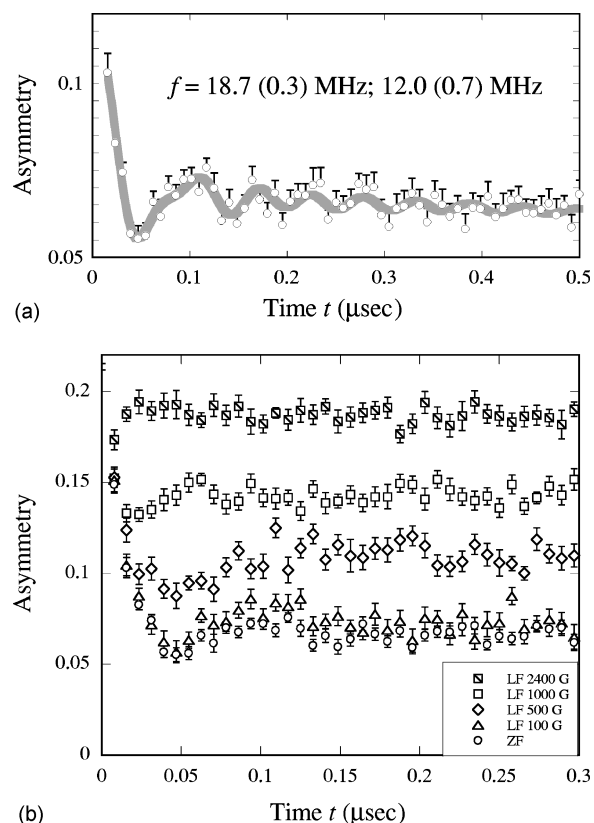 0.1
0.05
Asymmetry
f = 18.7 (0.3) MHz; 12.0 (0.7) MHz
0 0.1 0.2 0.3 0.4 0.5
Time t (μsec)
(a)
0.2
0.15
0.1
0.05
0
Asymmetry
LF 2400 G
LF 1000 G
LF 500 G
LF 100 G
ZF
0 0.05 0.1 0.15 0.2 0.25 0.3
Time t (μsec)
(b)